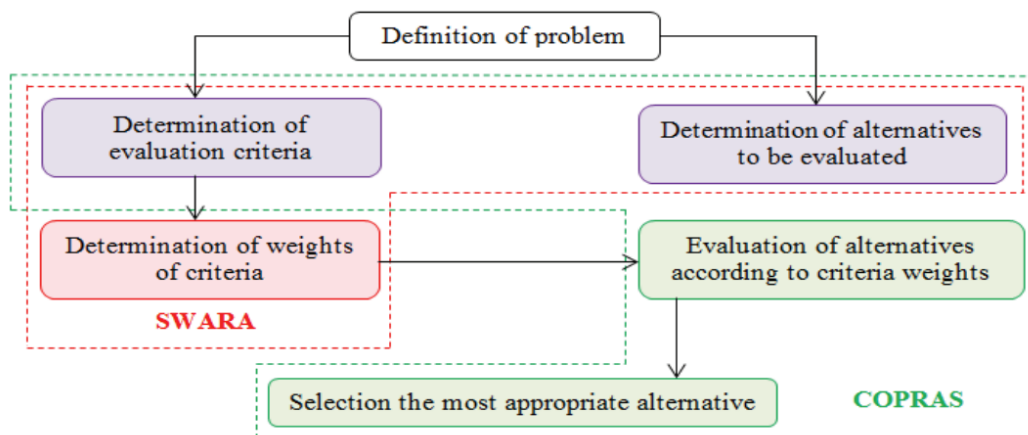 Definition of problem
Determination of
evaluation criteria
Determination of alternatives
to be evaluated
Determination of weights
of criteria
Evaluation of alternatives
according to criteria weights
SWARA
Selection the most appropriate alternative
COPRAS